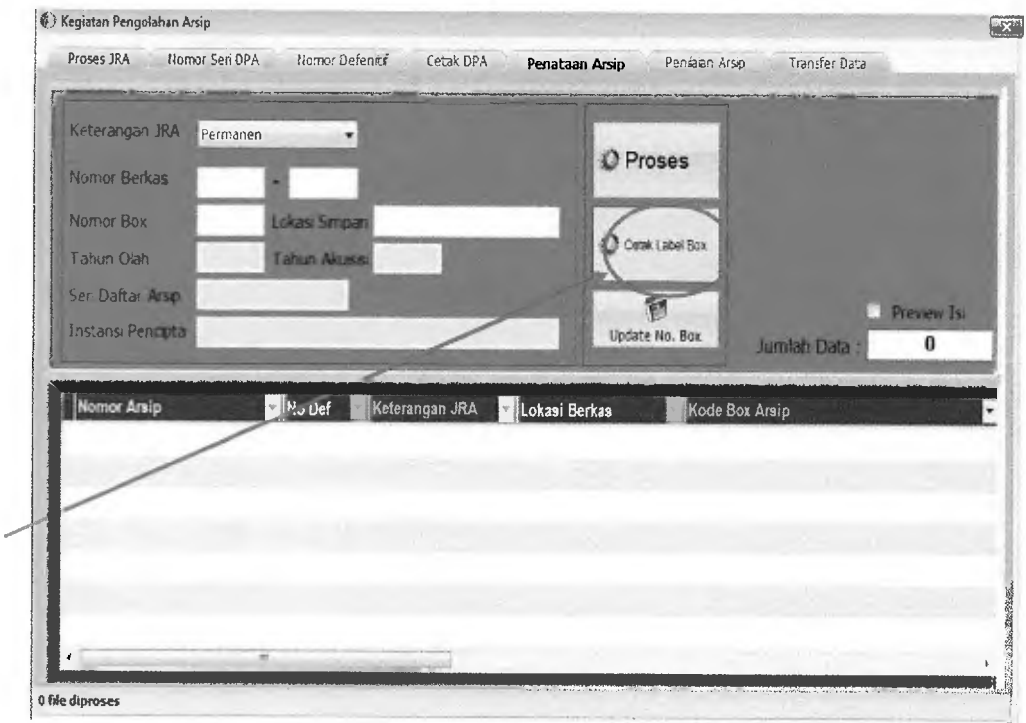 Kegiatan Pengolahan Arsip
Proses JRA Nomor Seri DPA Nomor Defenitif Cetak DPA Penataan Arsip Penilaian Arsip Transfer Data
Keterangan JRA Permanen
Proses
Nomor Berkas -
Nomor Box Lokasi Simpan
Cetak Label Box
Tahun Olah Tahun Akuisisi
Seri Daftar Arsip
Preview Isi
Instansi Pencipta
Update No. Box
Jumlah Data : 0
Nomor Arsip No Def Keterangan JRA Lokasi Berkas Kode Box Arsip
0 file diproses